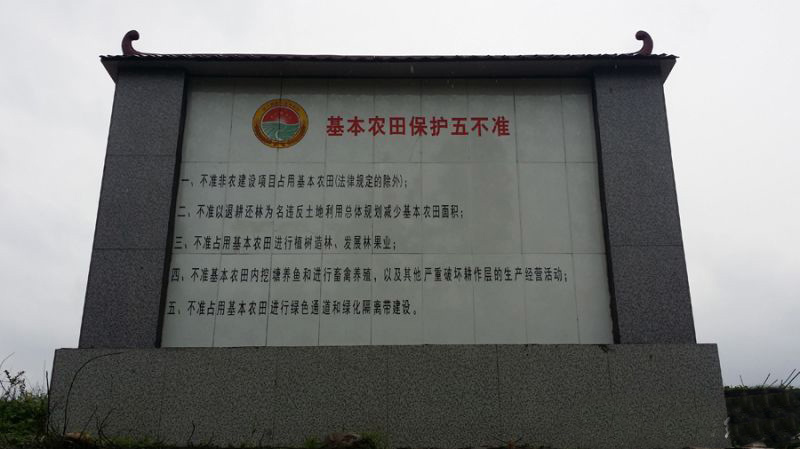 基本农田保护五不准
一、不准非农建设项目占用基本农田(法律规定的除外);
二、不准以退耕还林为名违反土地利用总体规划减少基本农田面积;
三、不准占用基本农田进行植树造林、发展林果业;
四、不准基本农田内挖塘养鱼和进行畜禽养殖，以及其他严重破坏耕作层的生产经营活动;
五、不准占用基本农田进行绿色通道和绿化隔离带建设。